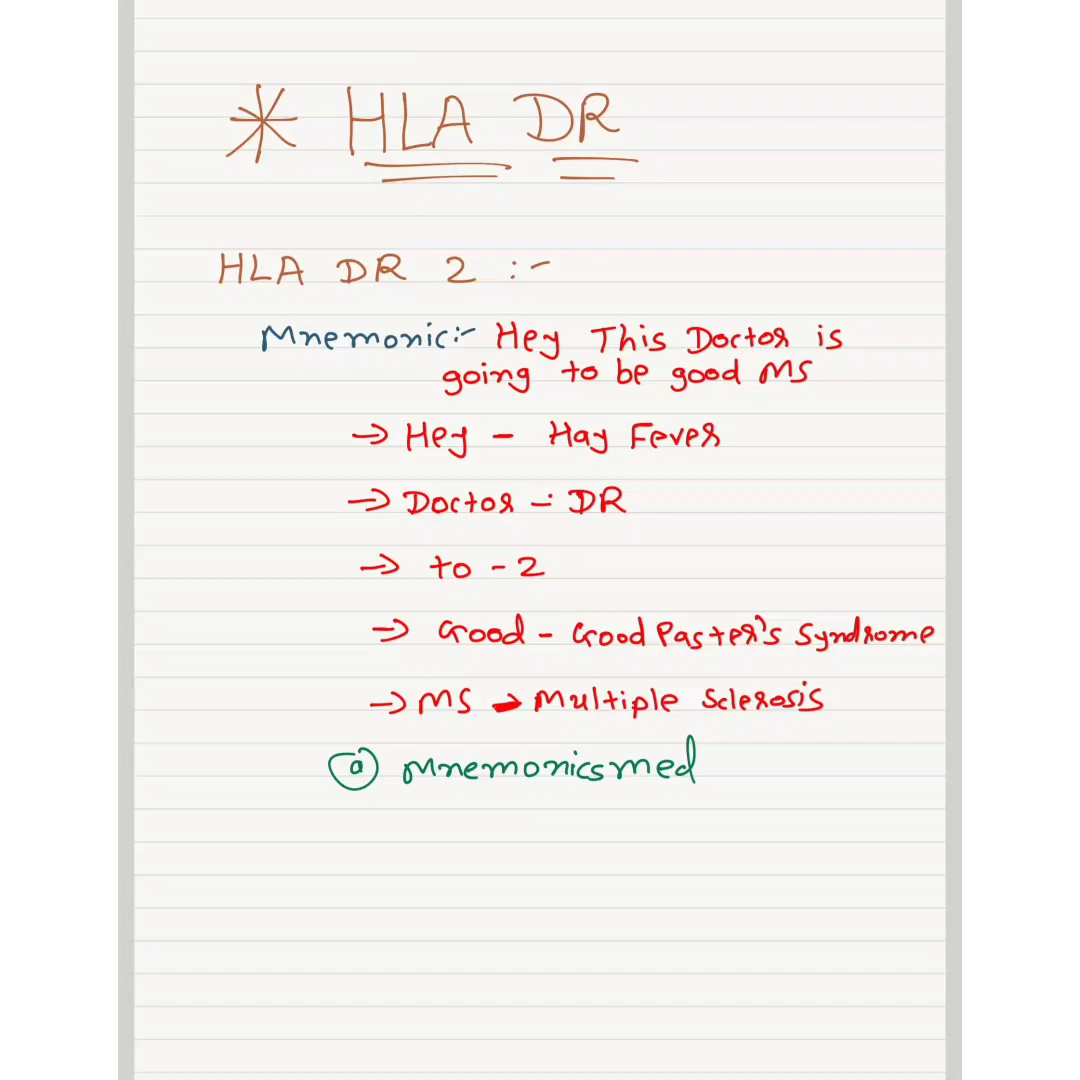 * HLA DR
HLA DR 2 :-
Mnemonic:- Hey This Doctor is
going to be good MS
→ Hey - Hay Fever
→ Doctor -: DR
→ to - 2
→ Good - Good Paster's Syndrome
→ MS → Multiple Sclerosis
@ mnemonicsmed